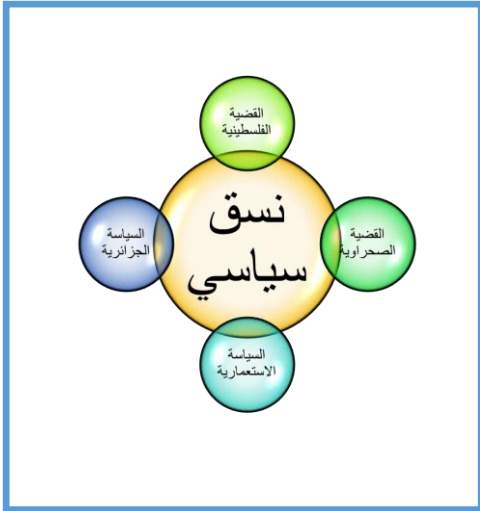 القضية
الفلسطينية
نسق
سياسي
القضية
الصحراوية
السياسة
الجزائرية
السياسة
الاستعمارية